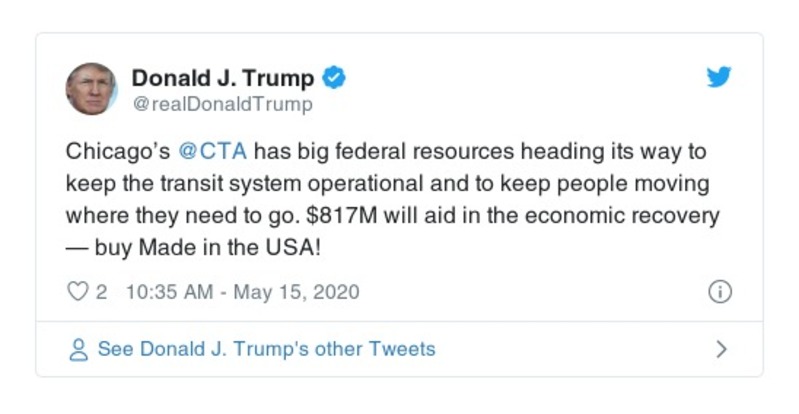 Donald J. Trump
@realDonaldTrump
Chicago's @CTA has big federal resources heading its way to
keep the transit system operational and to keep people moving
where they need to go. $817M will aid in the economic recovery
— buy Made in the USA!
2 10:35 AM - May 15, 2020
See Donald J. Trump's other Tweets